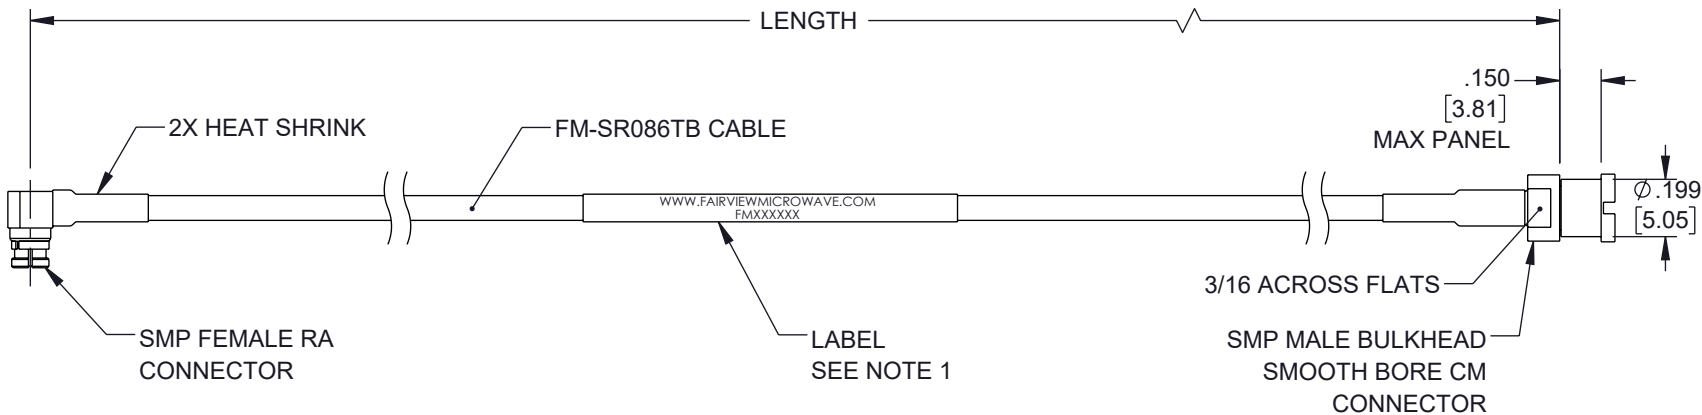 LENGTH
.150
[3.81]
MAX PANEL
2X HEAT SHRINK
FM-SR086TB CABLE
WWW.FAIRVIEWMICROWAVE.COM
FMXXXXXX
Ø.199
[5.05]
3/16 ACROSS FLATS
SMP FEMALE RA
CONNECTOR
LABEL
SEE NOTE 1
SMP MALE BULKHEAD
SMOOTH BORE CM
CONNECTOR